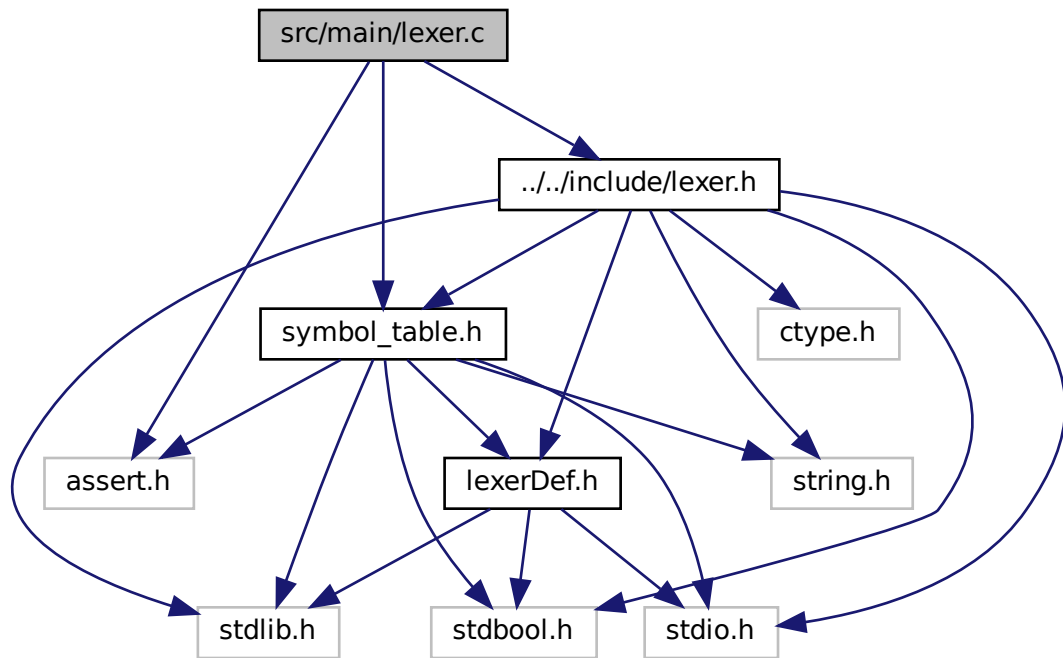 src/main/lexer.c
../../include/lexer.h
symbol_table.h
ctype.h
assert.h
lexerDef.h
string.h
stdlib.h
stdbool.h
stdio.h